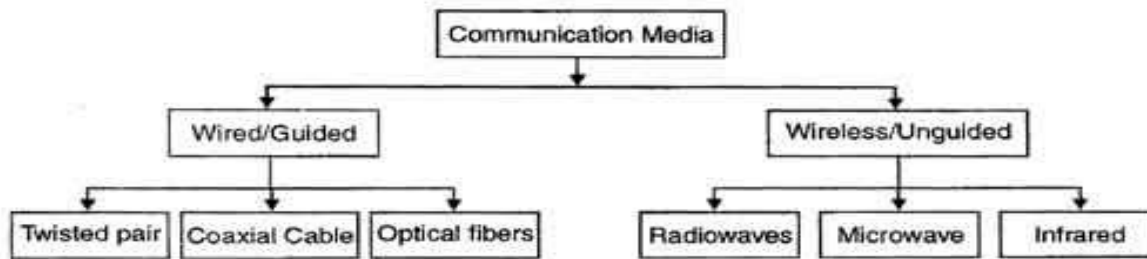 Communication Media
Wired/Guided
Wireless/Unguided
Twisted pair
Coaxial Cable
Optical fibers
Radiowaves
Microwave
Infrared